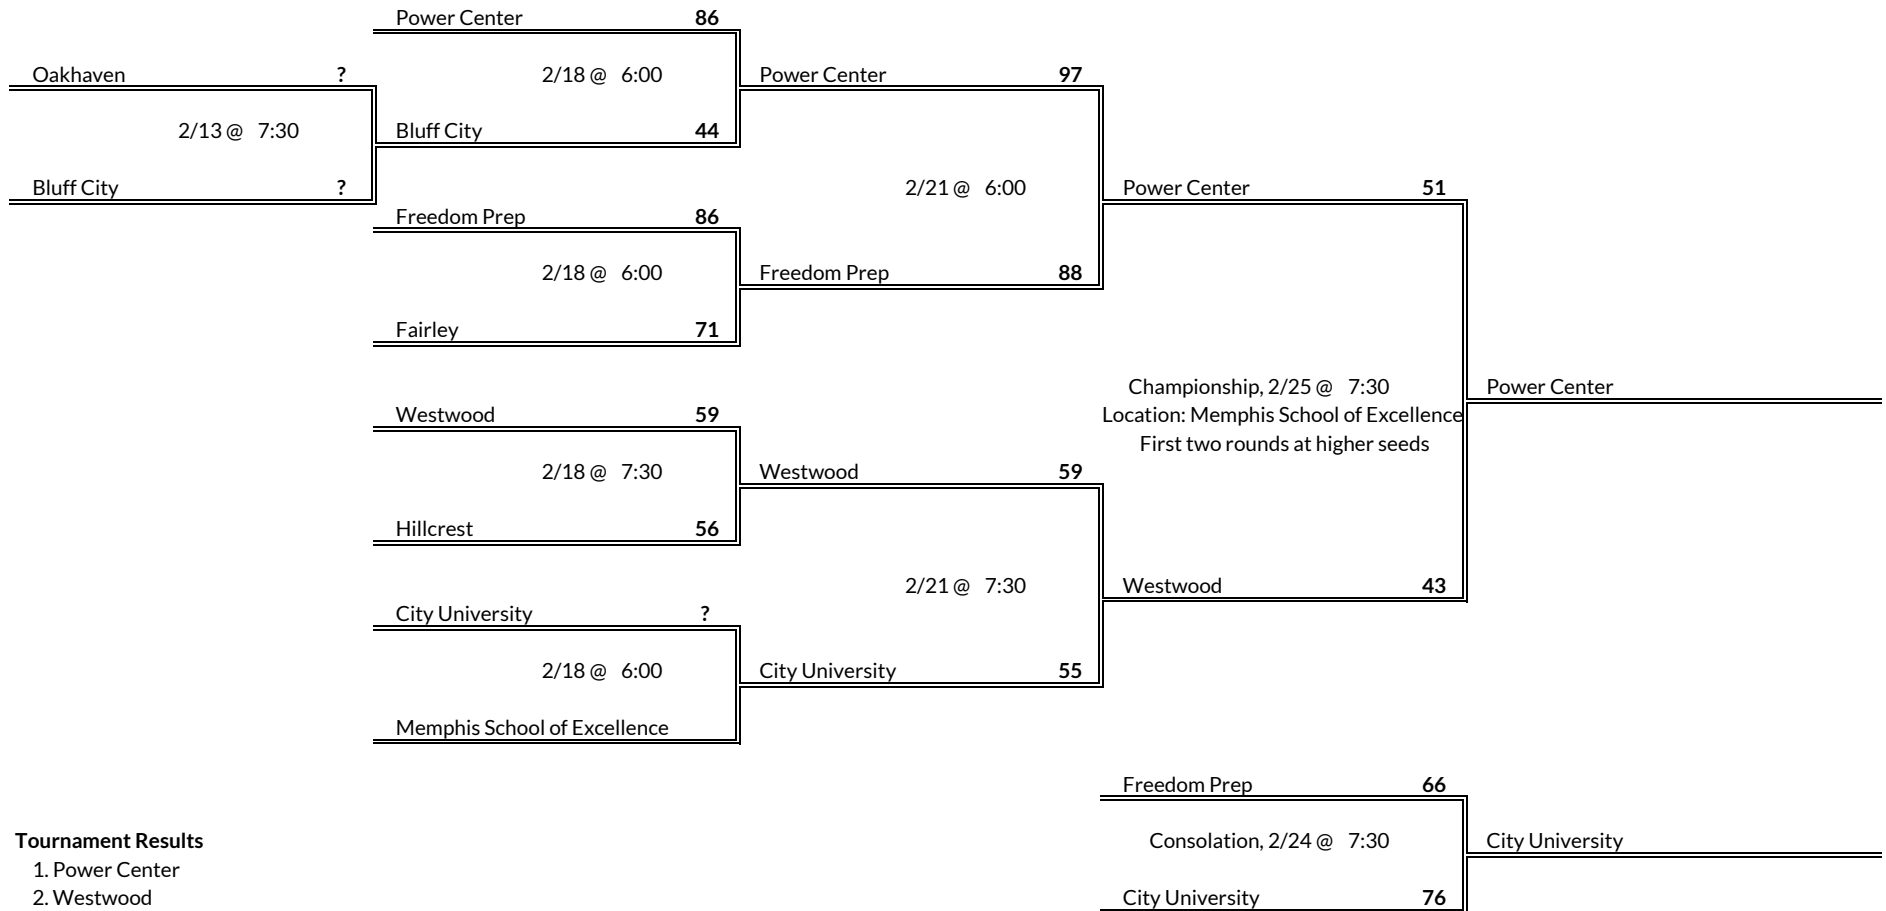 Power Center 86
Oakhaven ? 2/18 @ 6:00 Power Center 97
2/13 @ 7:30 Bluff City 44
Bluff City ? 2/21 @ 6:00 Power Center 51
Freedom Prep 86
2/18 @ 6:00 Freedom Prep 88
Fairley 71
Championship, 2/25 @ 7:30 Power Center
Westwood 59 Location: Memphis School of Excellence
First two rounds at higher seeds
2/18 @ 7:30 Westwood 59
Hillcrest 56
2/21 @ 7:30 Westwood 43
City University ?
2/18 @ 6:00 City University 55
Memphis School of Excellence
Freedom Prep 66
Tournament Results Consolation, 2/24 @ 7:30 City University
1. Power Center
2. Westwood City University 76